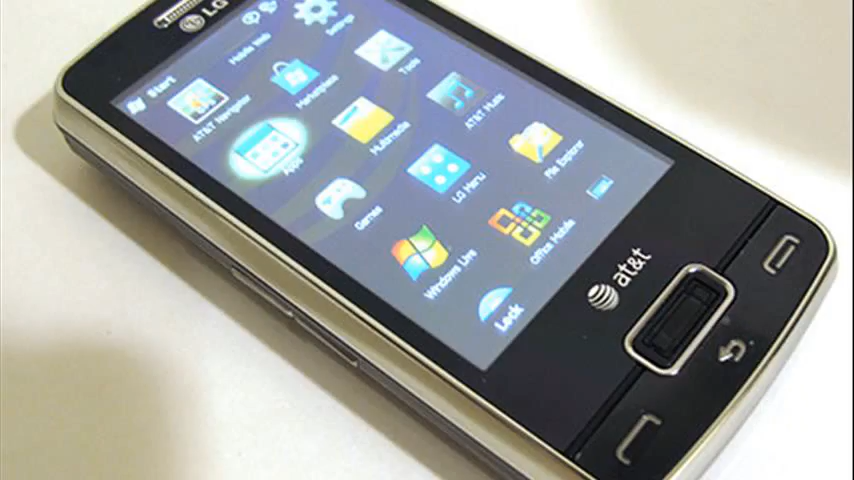 LG
Start
Mobile Web
Settings
AT&T Navigator
Marketplace
Tools
Apps
Multimedia
AT&T Music
Games
LG Menu
File Explorer
Windows Live
Office Mobile
Lock
at&t